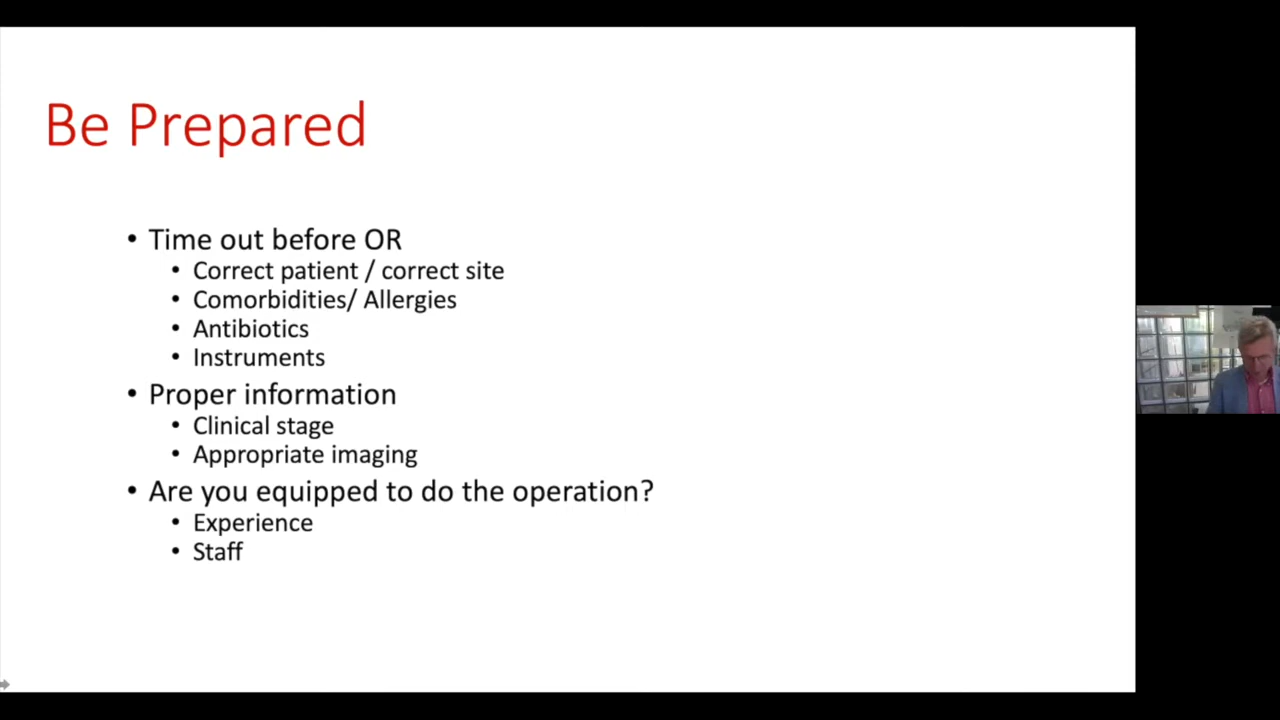 Be Prepared
• Time out before OR
• Correct patient / correct site
• Comorbidities/ Allergies
• Antibiotics
• Instruments
• Proper information
• Clinical stage
• Appropriate imaging
• Are you equipped to do the operation?
• Experience
• Staff